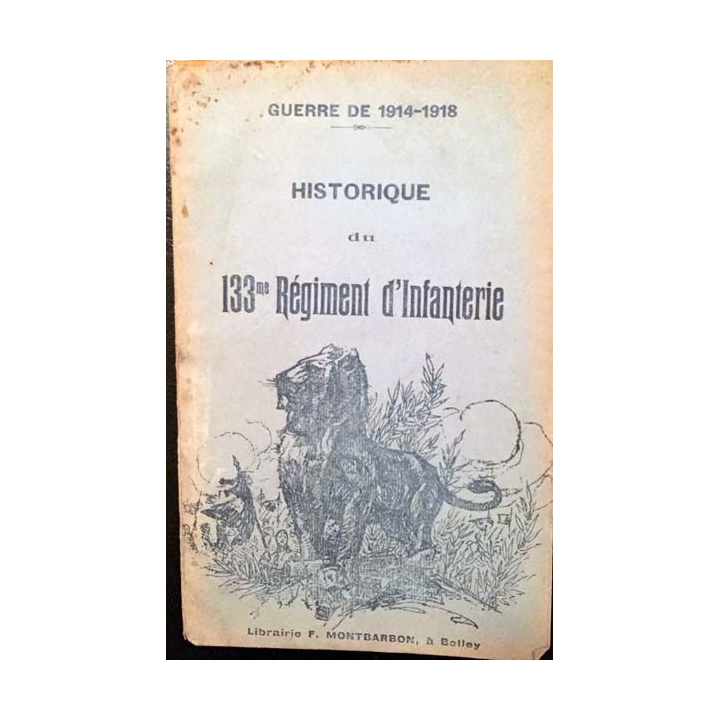 GUERRE DE 1914-1918
HISTORIQUE
du
133me Régiment d'Infanterie
Librairie F. MONTBARBON, à Belley